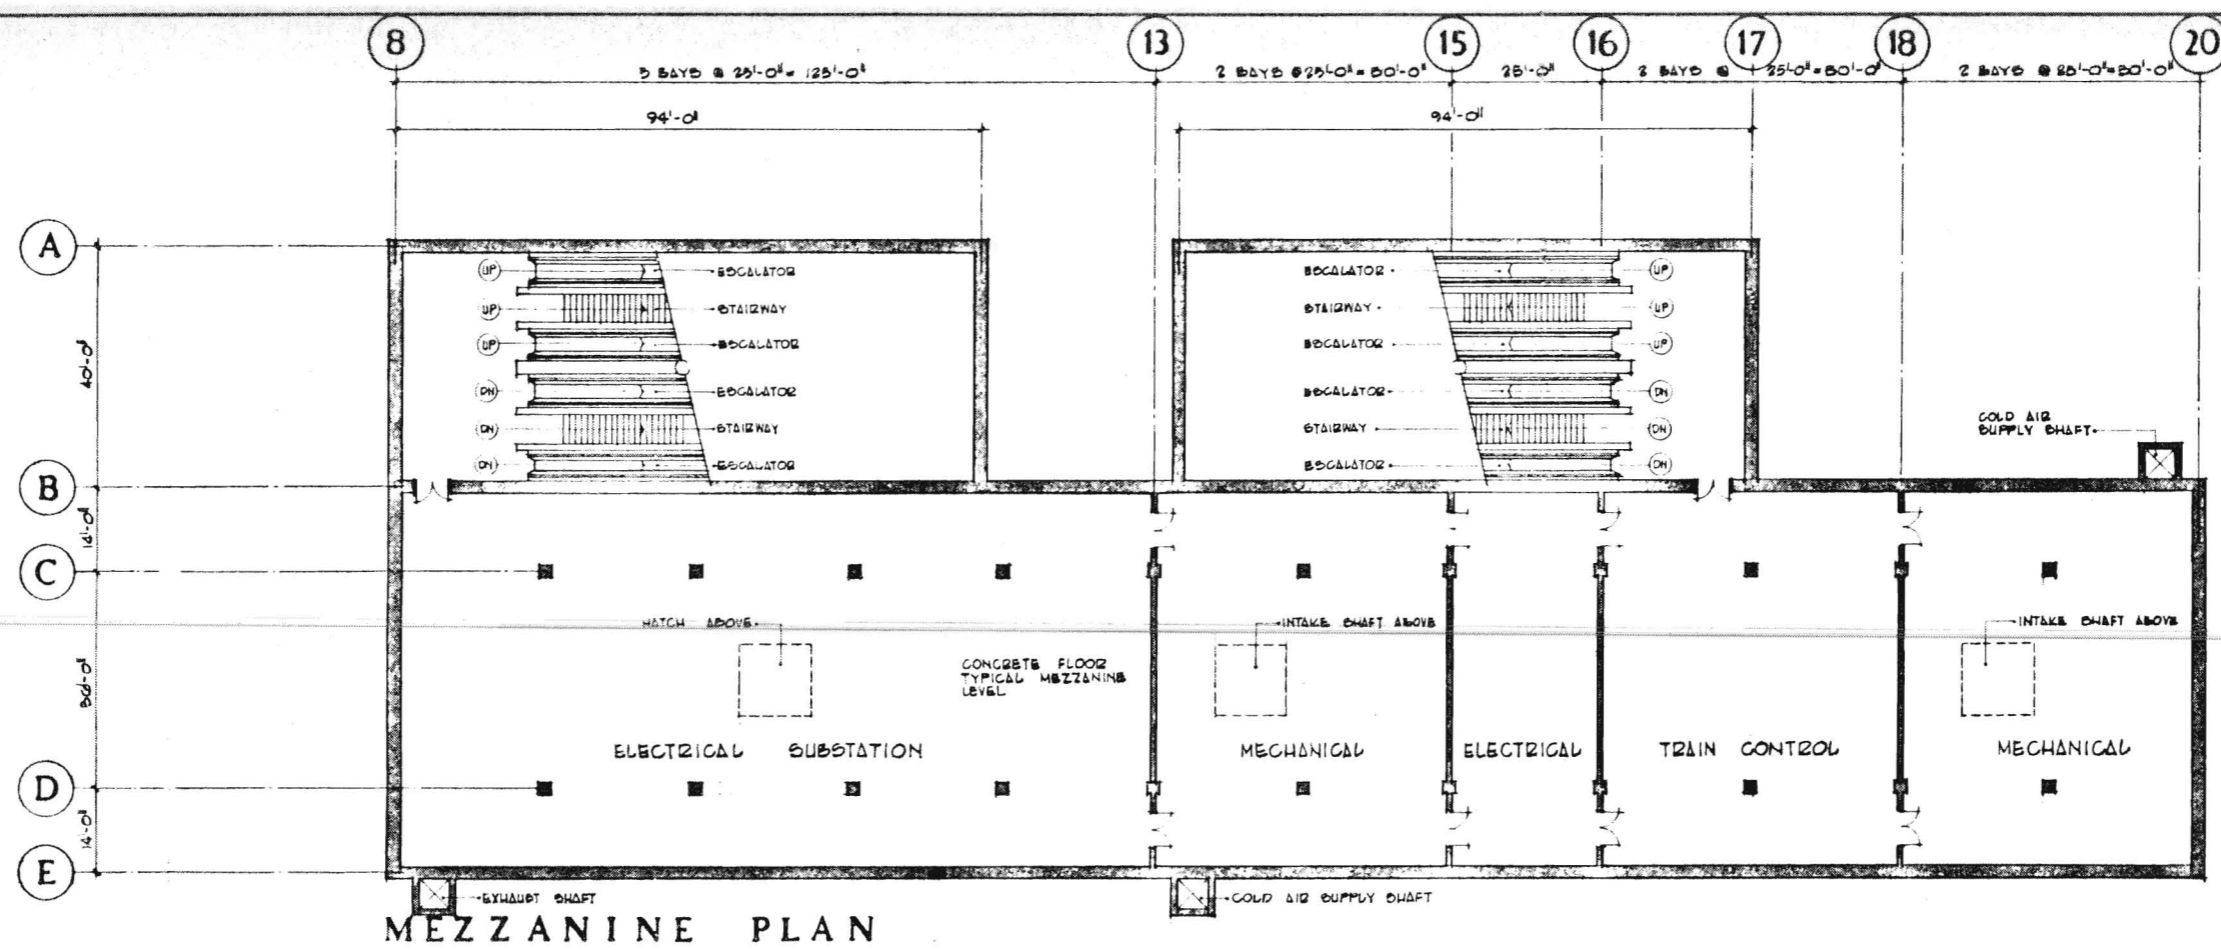 8 13 15 16 17 18 20
5 BAYS @ 25'-0" = 125'-0" 2 BAYS @ 25'-0" = 50'-0" 25'-0" 2 BAYS @ 25'-0" = 50'-0" 2 BAYS @ 25'-0" = 50'-0"
94'-0" 94'-0"
A
UP ESCALATOR ESCALATOR UP
UP STAIRWAY STAIRWAY UP
UP ESCALATOR ESCALATOR UP
40'-0"
DN ESCALATOR ESCALATOR DN
DN STAIRWAY STAIRWAY DN
DN ESCALATOR ESCALATOR DN
COLD AIR
SUPPLY SHAFT
B
14'-0"
C
HATCH ABOVE INTAKE SHAFT ABOVE INTAKE SHAFT ABOVE
36'-0"
CONCRETE FLOOR
TYPICAL MEZZANINE
LEVEL
ELECTRICAL SUBSTATION MECHANICAL ELECTRICAL TRAIN CONTROL MECHANICAL
D
14'-0"
E
EXHAUST SHAFT COLD AIR SUPPLY SHAFT
MEZZANINE PLAN